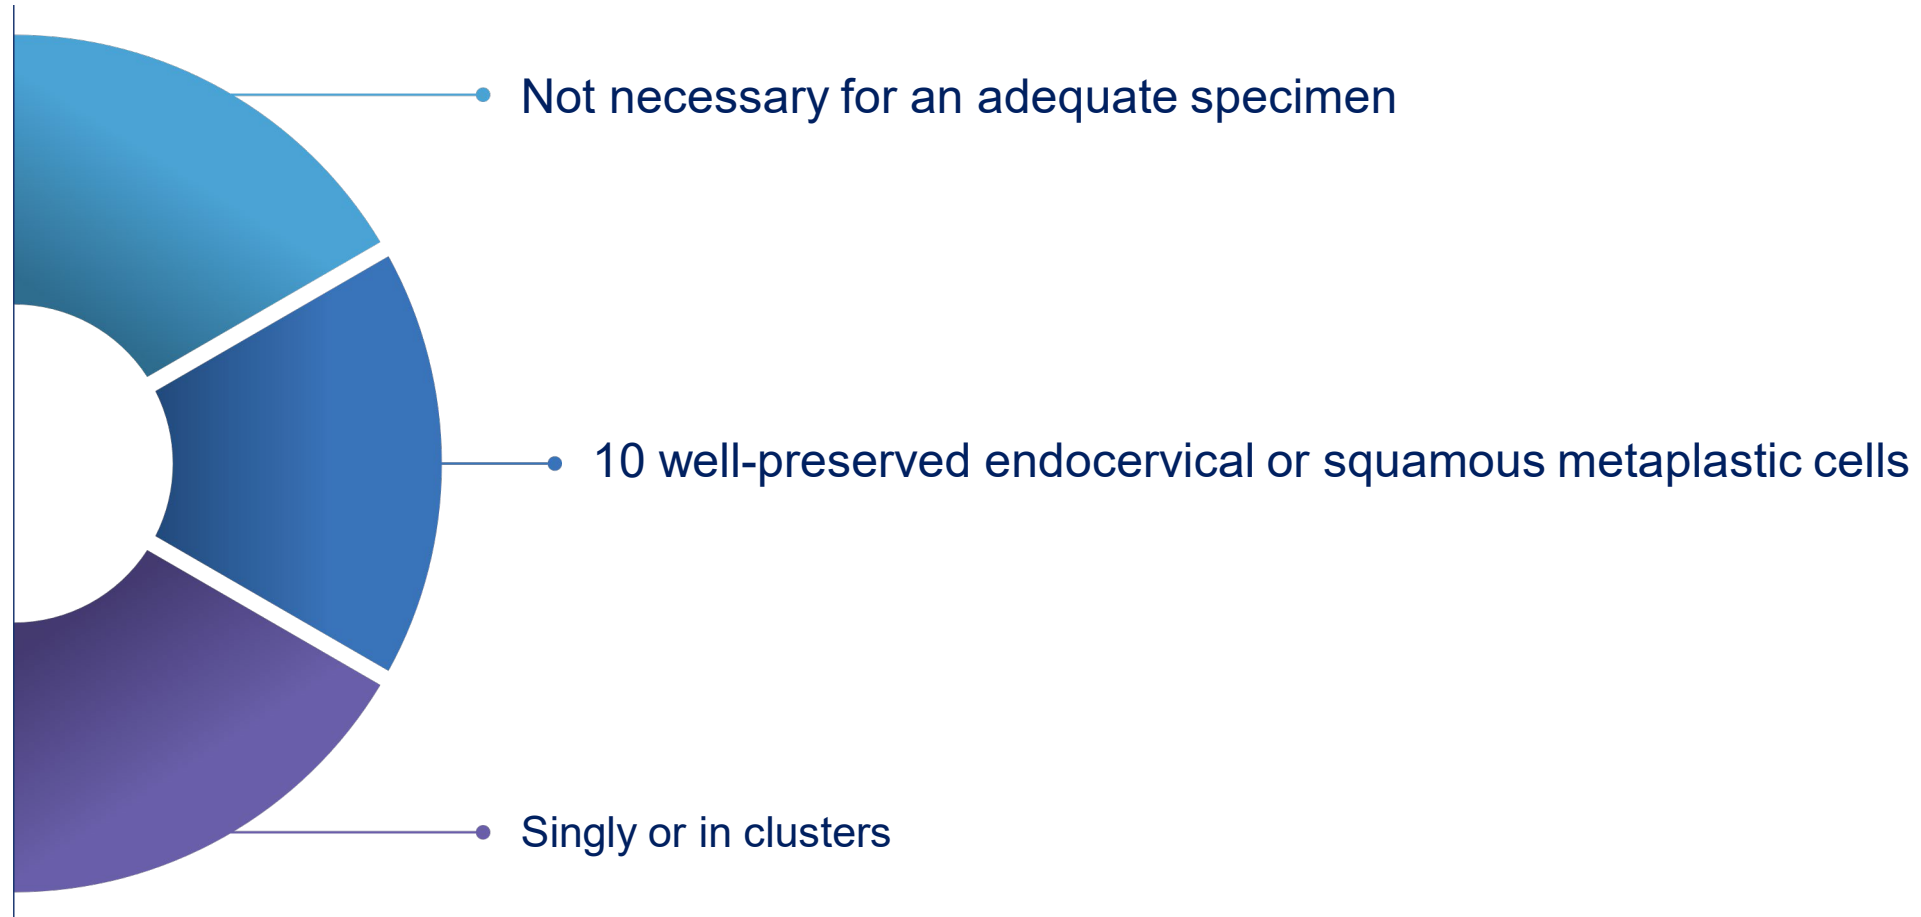 Not necessary for an adequate specimen
10 well-preserved endocervical or squamous metaplastic cells
Singly or in clusters